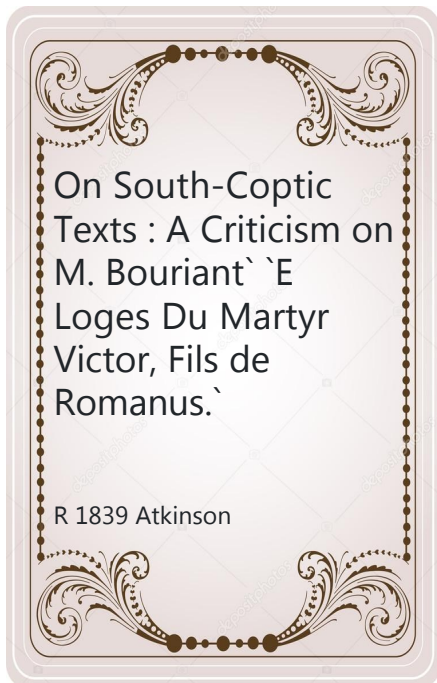 On South-Coptic
Texts : A Criticism on
M. Bouriant` `E
Loges Du Martyr
Victor, Fils de
Romanus.`
R 1839 Atkinson